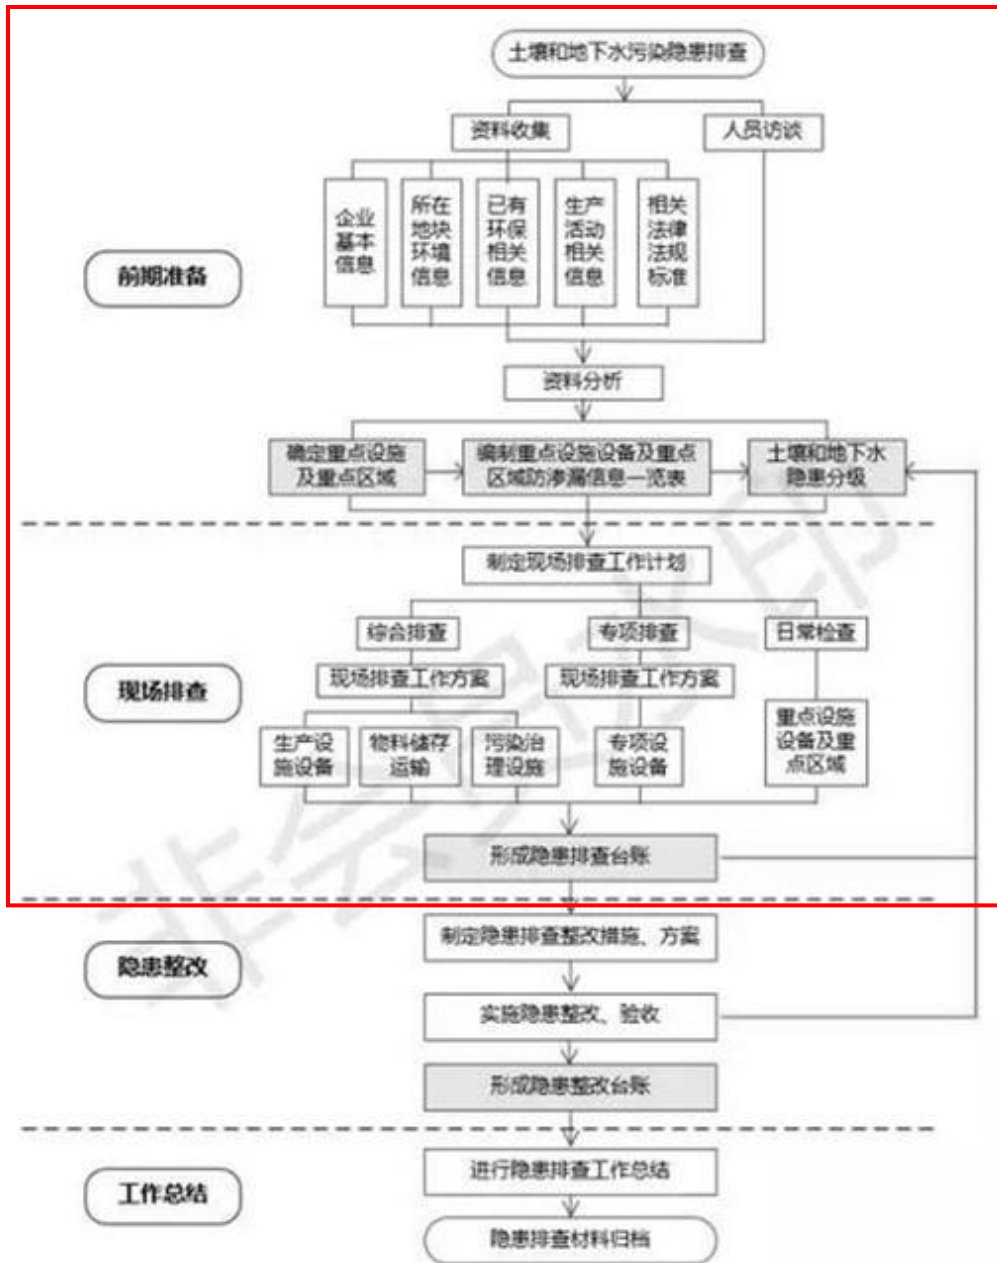 土壤和地下水污染隐患排查
资料收集
人员访谈
企业
基本
信息
所在
地块
环境
信息
已有
环保
相关
信息
生产
活动
相关
信息
相关
法律
法规
标准
前期准备
资料分析
确定重点设施
及重点区域
编制重点设施设备及重点
区域防渗漏信息一览表
土壤和地下水
隐患分级
制定现场排查工作计划
综合排查
专项排查
日常检查
现场排查工作方案
现场排查工作方案
现场排查
生产设
施设备
物料储存
运输
污染治
理设施
专项设
施设备
重点设施
设备及重
点区域
形成隐患排查台账
制定隐患排查整改措施、方案
隐患整改
实施隐患整改、验收
形成隐患整改台账
进行隐患排查工作总结
工作总结
隐患排查材料归档
非会员水印